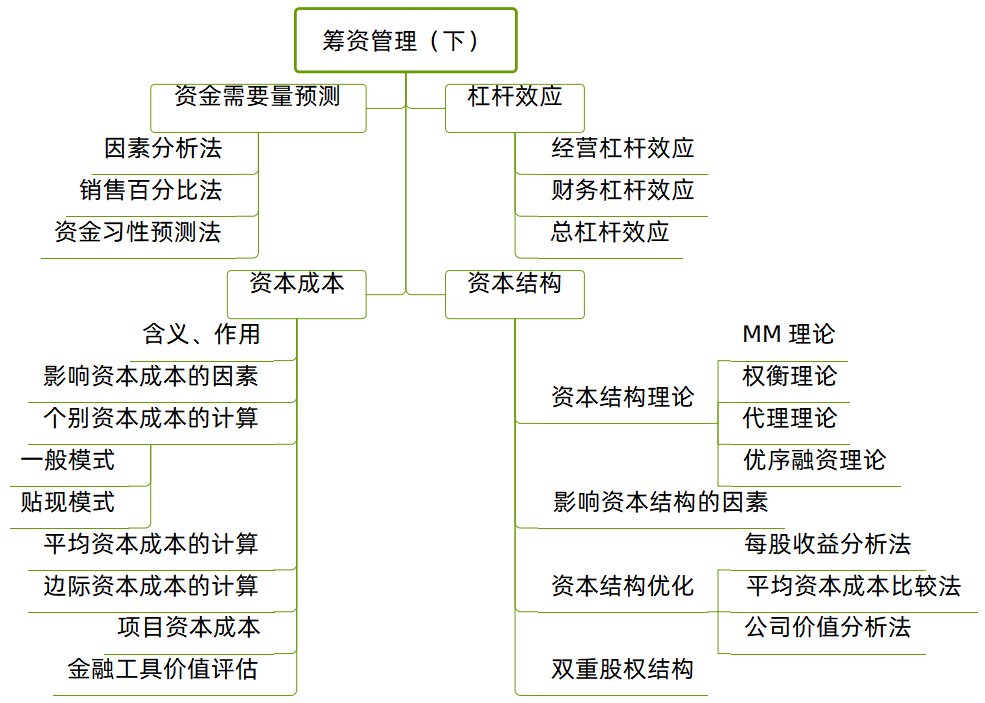 筹资管理（下）
资金需要量预测
因素分析法
销售百分比法
资金习性预测法
杠杆效应
经营杠杆效应
财务杠杆效应
总杠杆效应
资本成本
含义、作用
影响资本成本的因素
个别资本成本的计算
一般模式
贴现模式
平均资本成本的计算
边际资本成本的计算
项目资本成本
金融工具价值评估
资本结构
资本结构理论
MM 理论
权衡理论
代理理论
优序融资理论
影响资本结构的因素
资本结构优化
每股收益分析法
平均资本成本比较法
公司价值分析法
双重股权结构